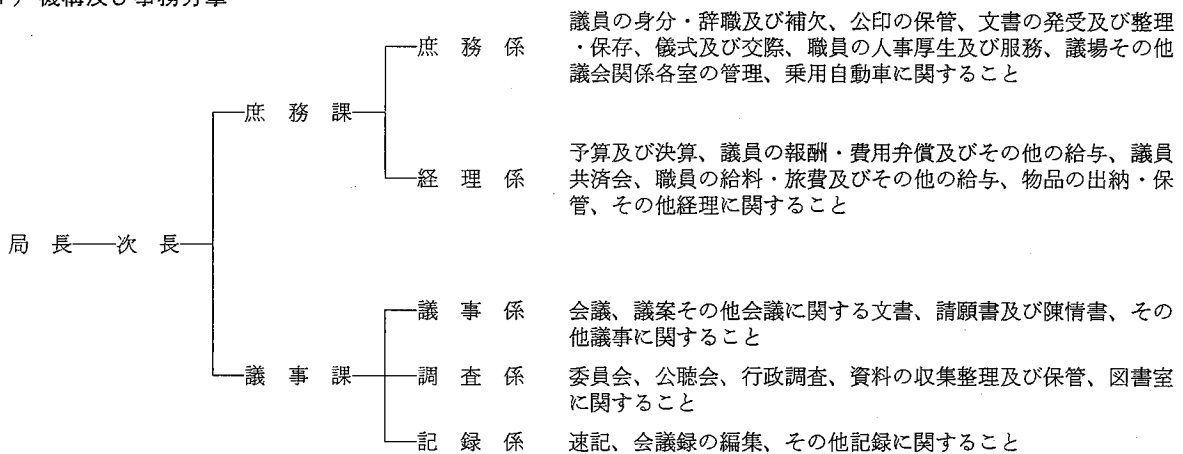 機構及び事務分掌
庶務係 議員の身分・辞職及び補欠、公印の保管、文書の発受及び整理
・保存、儀式及び交際、職員の人事厚生及び服務、議場その他
議会関係各室の管理、乗用自動車に関すること
庶務課
経理係 予算及び決算、議員の報酬・費用弁償及びその他の給与、議員
共済会、職員の給料・旅費及びその他の給与、物品の出納・保
管、その他経理に関すること
局長 次長
議事係 会議、議案その他会議に関する文書、請願書及び陳情書、その
他議事に関すること
議事課
調査係 委員会、公聴会、行政調査、資料の収集整理及び保管、図書室
に関すること
記録係 速記、会議録の編集、その他記録に関すること